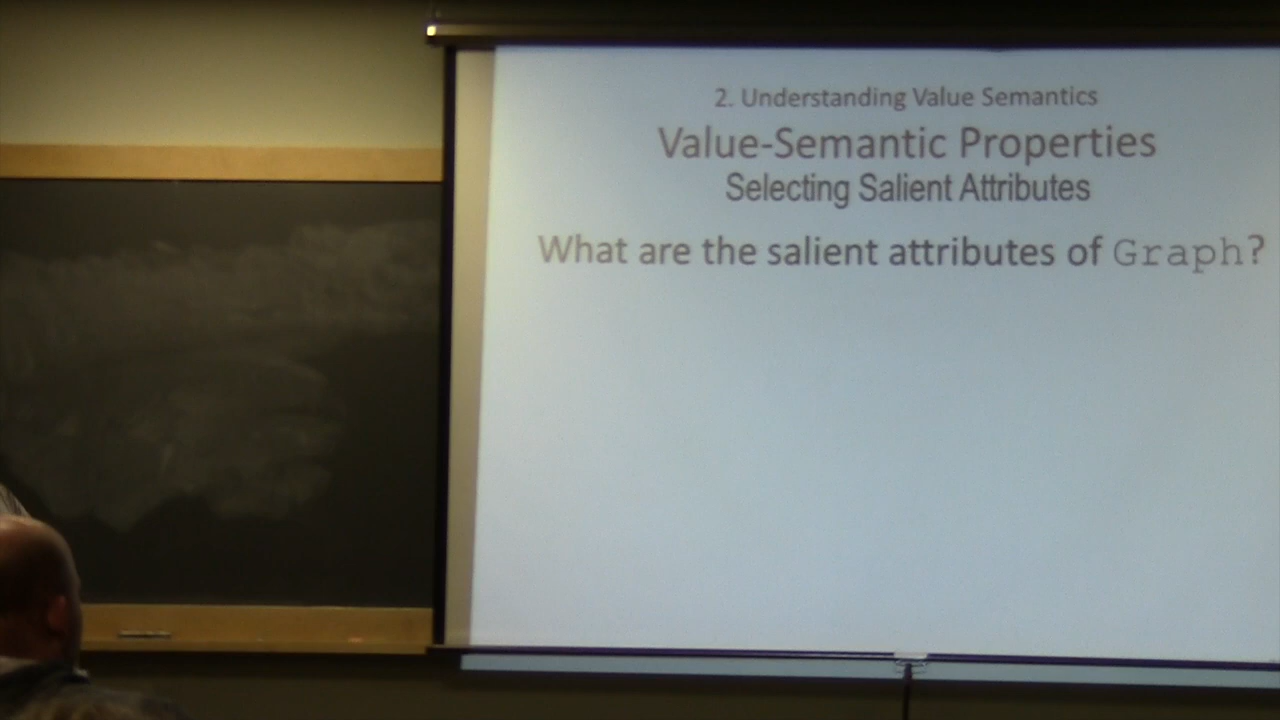 2. Understanding Value Semantics
Value-Semantic Properties
Selecting Salient Attributes
What are the salient attributes of Graph?